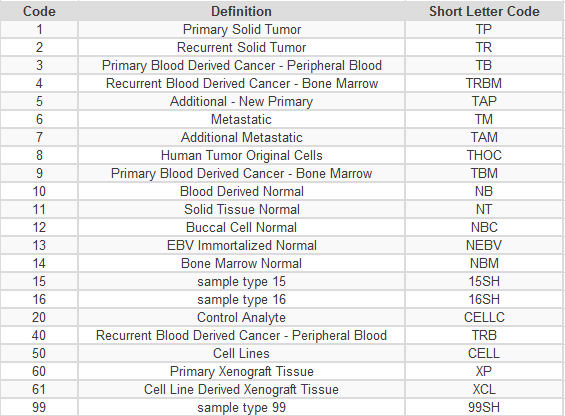 Code Definition Short Letter Code
1 Primary Solid Tumor TP
2 Recurrent Solid Tumor TR
3 Primary Blood Derived Cancer - Peripheral Blood TB
4 Recurrent Blood Derived Cancer - Bone Marrow TRBM
5 Additional - New Primary TAP
6 Metastatic TM
7 Additional Metastatic TAM
8 Human Tumor Original Cells THOC
9 Primary Blood Derived Cancer - Bone Marrow TBM
10 Blood Derived Normal NB
11 Solid Tissue Normal NT
12 Buccal Cell Normal NBC
13 EBV Immortalized Normal NEBV
14 Bone Marrow Normal NBM
15 sample type 15 15SH
16 sample type 16 16SH
20 Control Analyte CELLC
40 Recurrent Blood Derived Cancer - Peripheral Blood TRB
50 Cell Lines CELL
60 Primary Xenograft Tissue XP
61 Cell Line Derived Xenograft Tissue XCL
99 sample type 99 99SH